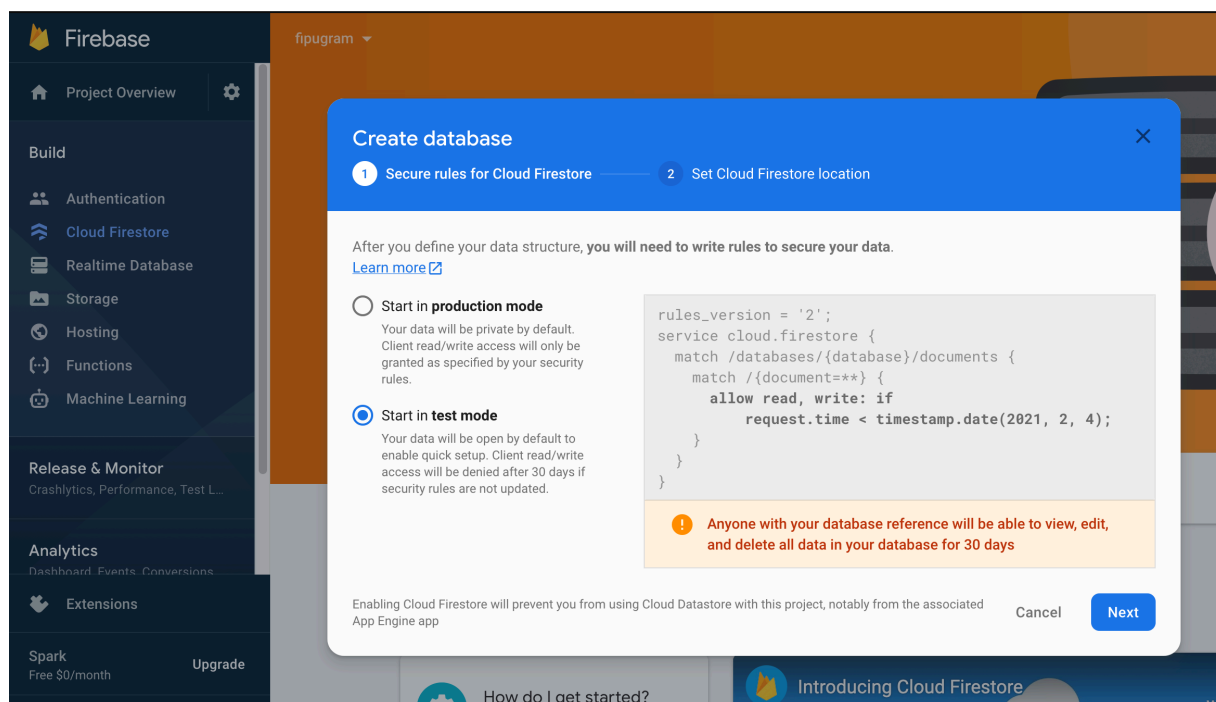 Firebase
fipugram
Project Overview
Build
Authentication
Cloud Firestore
Realtime Database
Storage
Hosting
Functions
Machine Learning
Release & Monitor
Crashlytics, Performance, Test L...
Analytics
Dashboard, Events, Conversions
Extensions
Spark
Free $0/month
Upgrade
Create database
1 Secure rules for Cloud Firestore
2 Set Cloud Firestore location
After you define your data structure, you will need to write rules to secure your data.
Learn more
Start in production mode
Your data will be private by default.
Client read/write access will only be
granted as specified by your security
rules.
Start in test mode
Your data will be open by default to
enable quick setup. Client read/write
access will be denied after 30 days if
security rules are not updated.
rules_version = '2';
service cloud.firestore {
match /databases/{database}/documents {
match /{document=**} {
allow read, write: if
request.time < timestamp.date(2021, 2, 4);
}
}
}
! Anyone with your database reference will be able to view, edit,
and delete all data in your database for 30 days
Enabling Cloud Firestore will prevent you from using Cloud Datastore with this project, notably from the associated
App Engine app
Cancel
Next
How do I get started?
Introducing Cloud Firestore